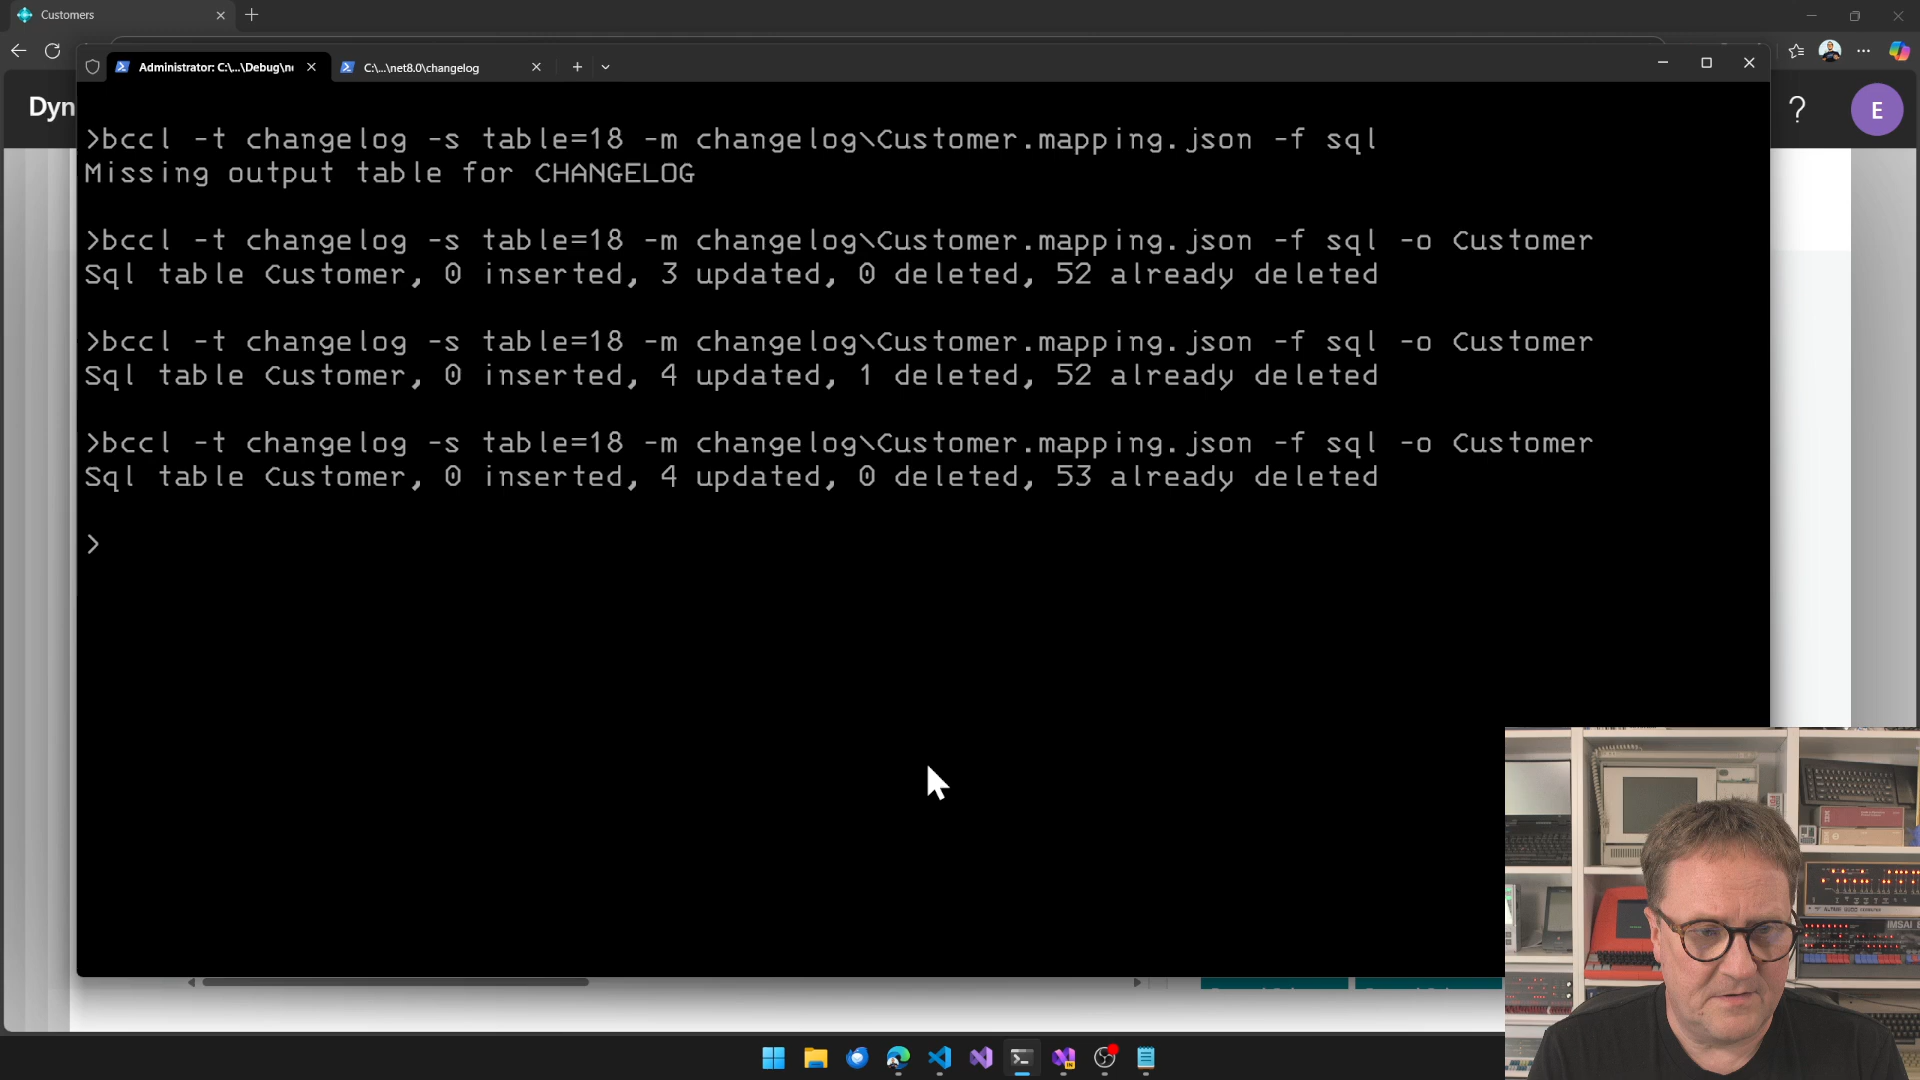 Customers
Administrator: C:\...\Debug\n
C:\...\net8.0\changelog
Dyn
E
>bccl -t changelog -s table=18 -m changelog\Customer.mapping.json -f sql
Missing output table for CHANGELOG
>bccl -t changelog -s table=18 -m changelog\Customer.mapping.json -f sql -o Customer
Sql table Customer, 0 inserted, 3 updated, 0 deleted, 52 already deleted
>bccl -t changelog -s table=18 -m changelog\Customer.mapping.json -f sql -o Customer
Sql table Customer, 0 inserted, 4 updated, 1 deleted, 52 already deleted
>bccl -t changelog -s table=18 -m changelog\Customer.mapping.json -f sql -o Customer
Sql table Customer, 0 inserted, 4 updated, 0 deleted, 53 already deleted
>